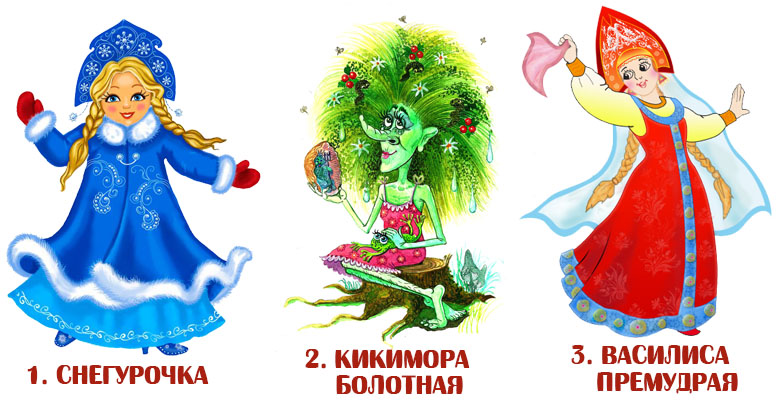 1. СНЕГУРОЧКА
2. КИКИМОРА
БОЛОТНАЯ
3. ВАСИЛИСА
ПРЕМУДРАЯ